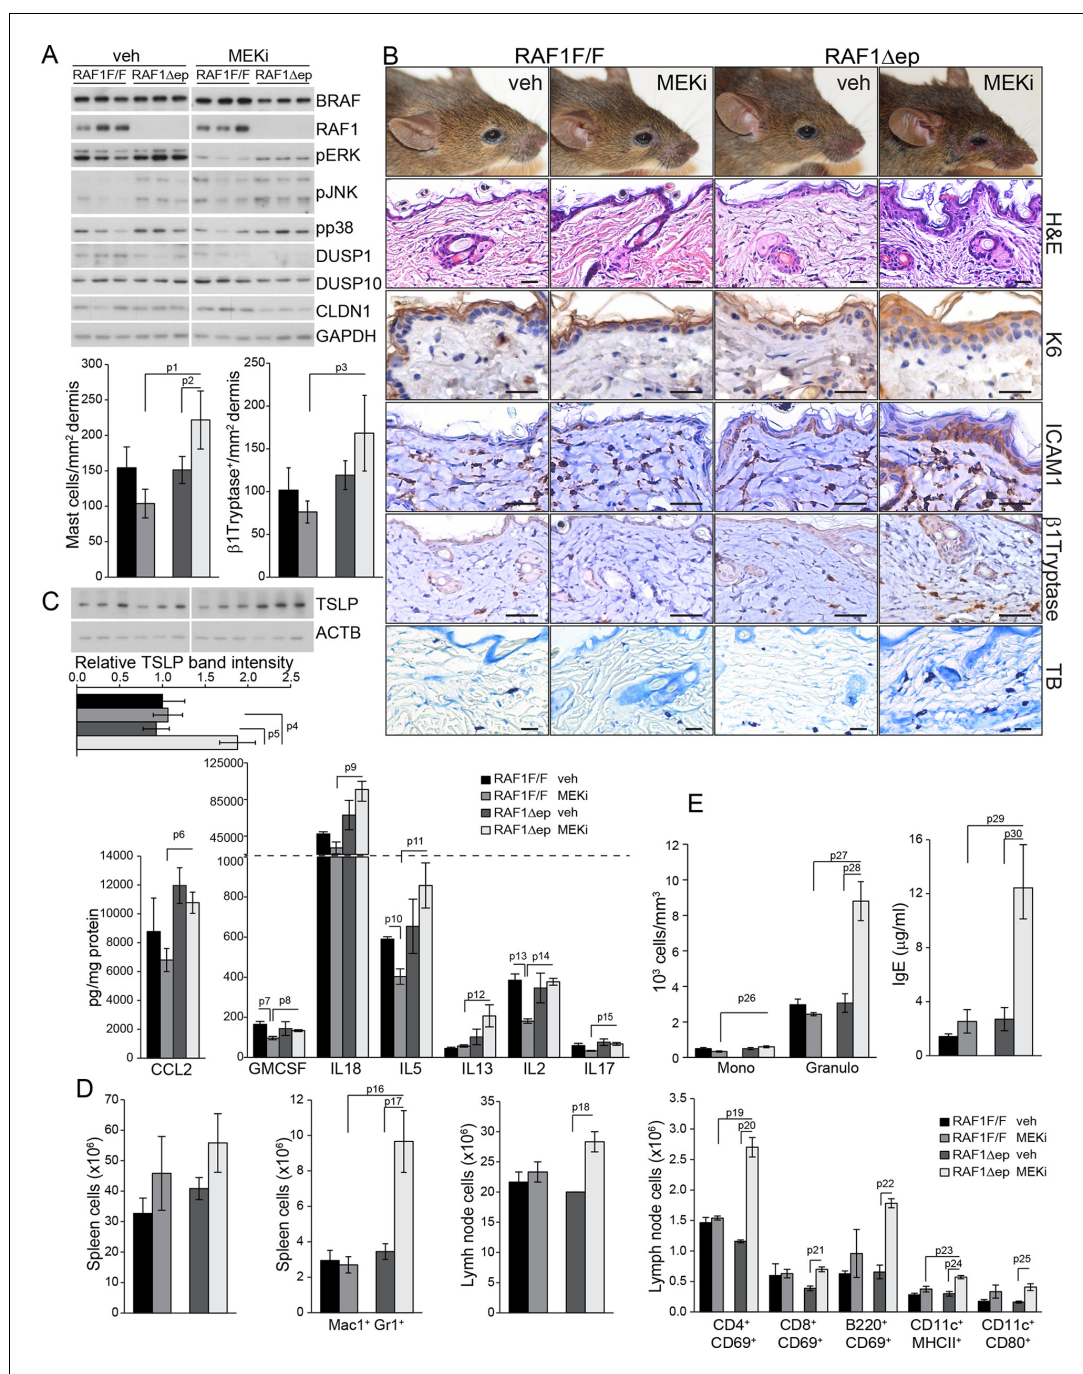 A
veh MEKi
RAF1F/F RAF1Δep RAF1F/F RAF1Δep
BRAF
RAF1
pERK
pJNK
pp38
DUSP1
DUSP10
CLDN1
GAPDH
300
250
200
150
100
50
0
Mast cells/mm² dermis
p1
p2
250
200
150
100
50
0
β1Tryptase⁺/mm² dermis
p3
B
RAF1F/F RAF1Δep
veh MEKi veh MEKi
H&E
K6
ICAM1
β1Tryptase
TB
C
TSLP
ACTB
Relative TSLP band intensity
0.0 0.5 1.0 1.5 2.0 2.5
p4
p5
14000
12000
10000
8000
6000
4000
2000
0
pg/mg protein
p6
CCL2
125000
85000
45000
1000
600
400
200
0
p7 p8
p9
p10
p11
p12
p13 p14
p15
GMCSF IL18 IL5 IL13 IL2 IL17
RAF1F/F veh
RAF1F/F MEKi
RAF1Δep veh
RAF1Δep MEKi
E
12
10
8
6
4
2
0
10³ cells/mm³
p26
p27
p28
Mono Granulo
16
12
8
4
0
IgE (μg/ml)
p29
p30
D
70
60
50
40
30
20
10
0
Spleen cells (x10⁶)
12
10
8
6
4
2
0
Spleen cells (x10⁶)
p16
p17
Mac1⁺ Gr1⁺
35
30
25
20
15
10
5
0
Lymh node cells (x10⁶)
p18
3.5
3.0
2.5
2.0
1.5
1.0
0.5
0.0
Lymph node cells (x10⁶)
p19
p20
p21
p22
p23
p24
p25
CD4⁺ CD8⁺ B220⁺ CD11c⁺ CD11c⁺
CD69⁺ CD69⁺ CD69⁺ MHCII⁺ CD80⁺
RAF1F/F veh
RAF1F/F MEKi
RAF1Δep veh
RAF1Δep MEKi